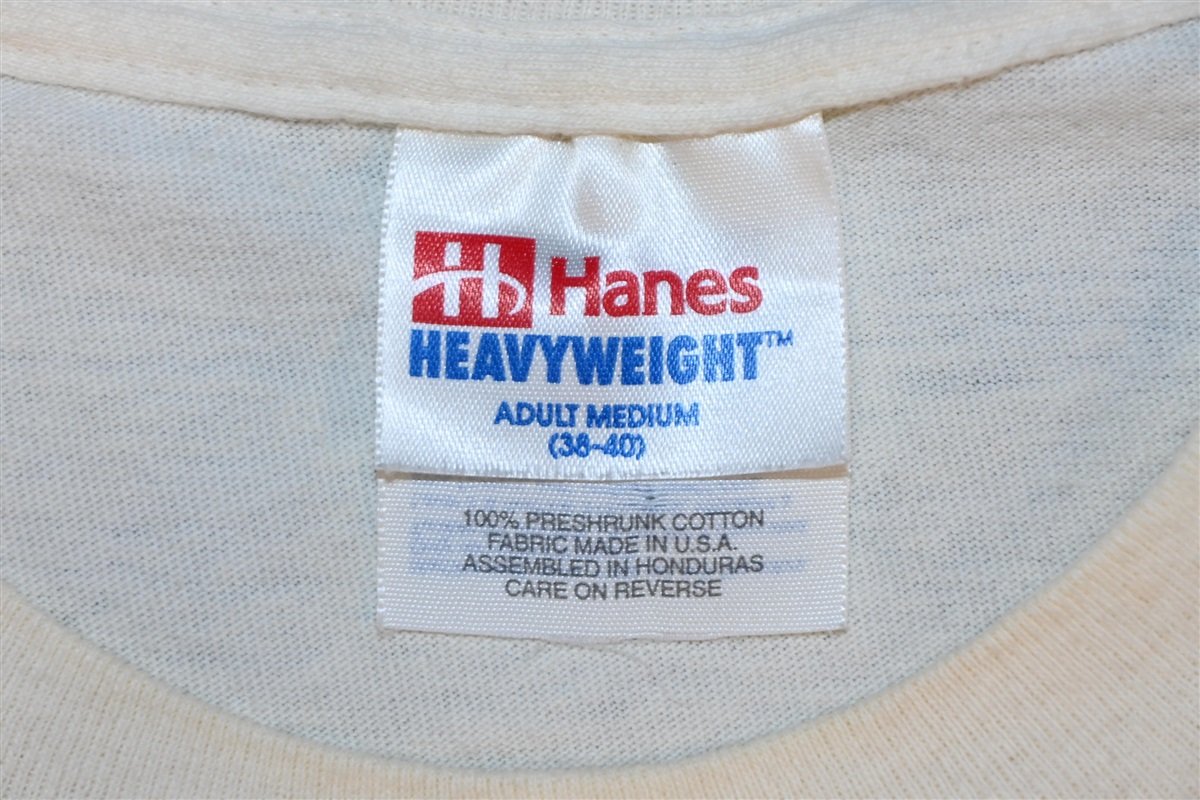 H Hanes
HEAVYWEIGHT™
ADULT MEDIUM
(38-40)
100% PRESHRUNK COTTON
FABRIC MADE IN U.S.A.
ASSEMBLED IN HONDURAS
CARE ON REVERSE